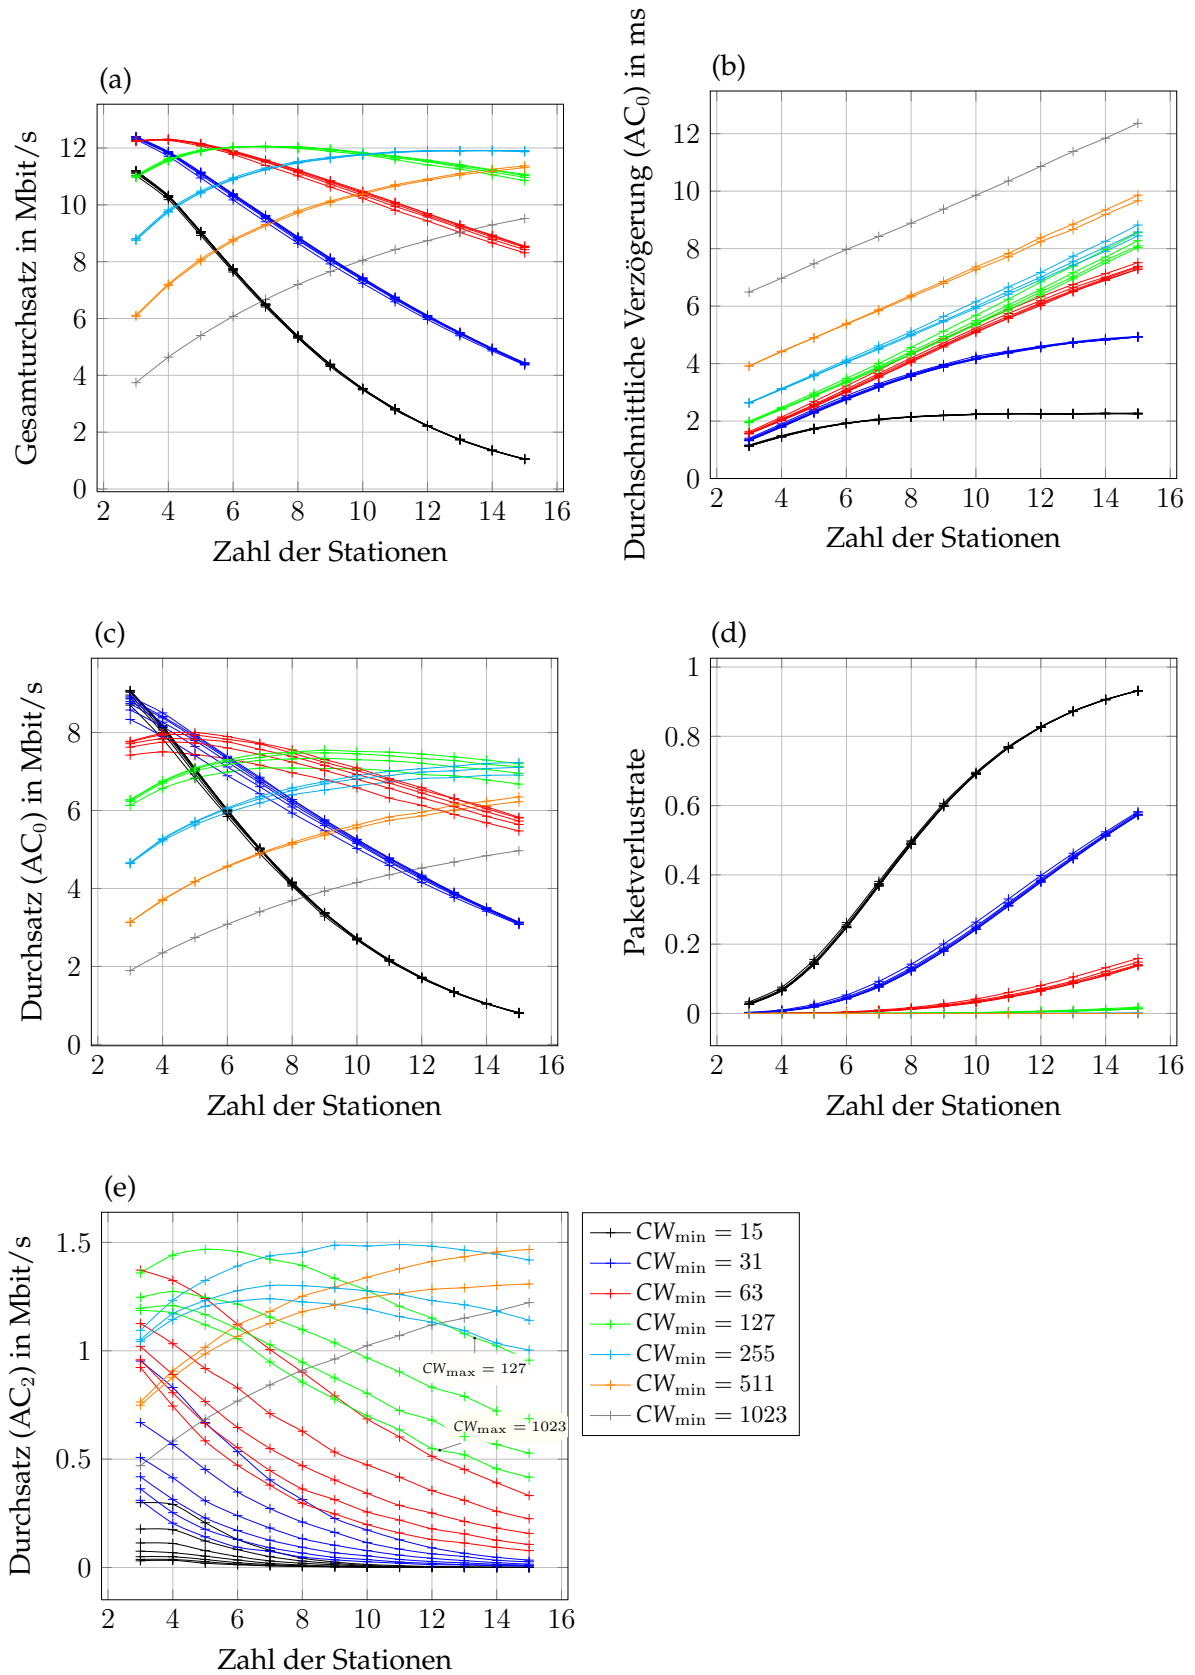 (a)
Gesamturchsatz in Mbit/s
12
10
8
6
4
2
0
2 4 6 8 10 12 14 16
Zahl der Stationen
(b)
Durchschnittliche Verzögerung (AC₀) in ms
12
10
8
6
4
2
0
2 4 6 8 10 12 14 16
Zahl der Stationen
(c)
Durchsatz (AC₀) in Mbit/s
8
6
4
2
0
2 4 6 8 10 12 14 16
Zahl der Stationen
(d)
Paketverlustrate
1
0.8
0.6
0.4
0.2
0
2 4 6 8 10 12 14 16
Zahl der Stationen
(e)
Durchsatz (AC₂) in Mbit/s
1.5
1
0.5
0
2 4 6 8 10 12 14 16
Zahl der Stationen
CWmax = 127
CWmax = 1023
CWmin = 15
CWmin = 31
CWmin = 63
CWmin = 127
CWmin = 255
CWmin = 511
CWmin = 1023